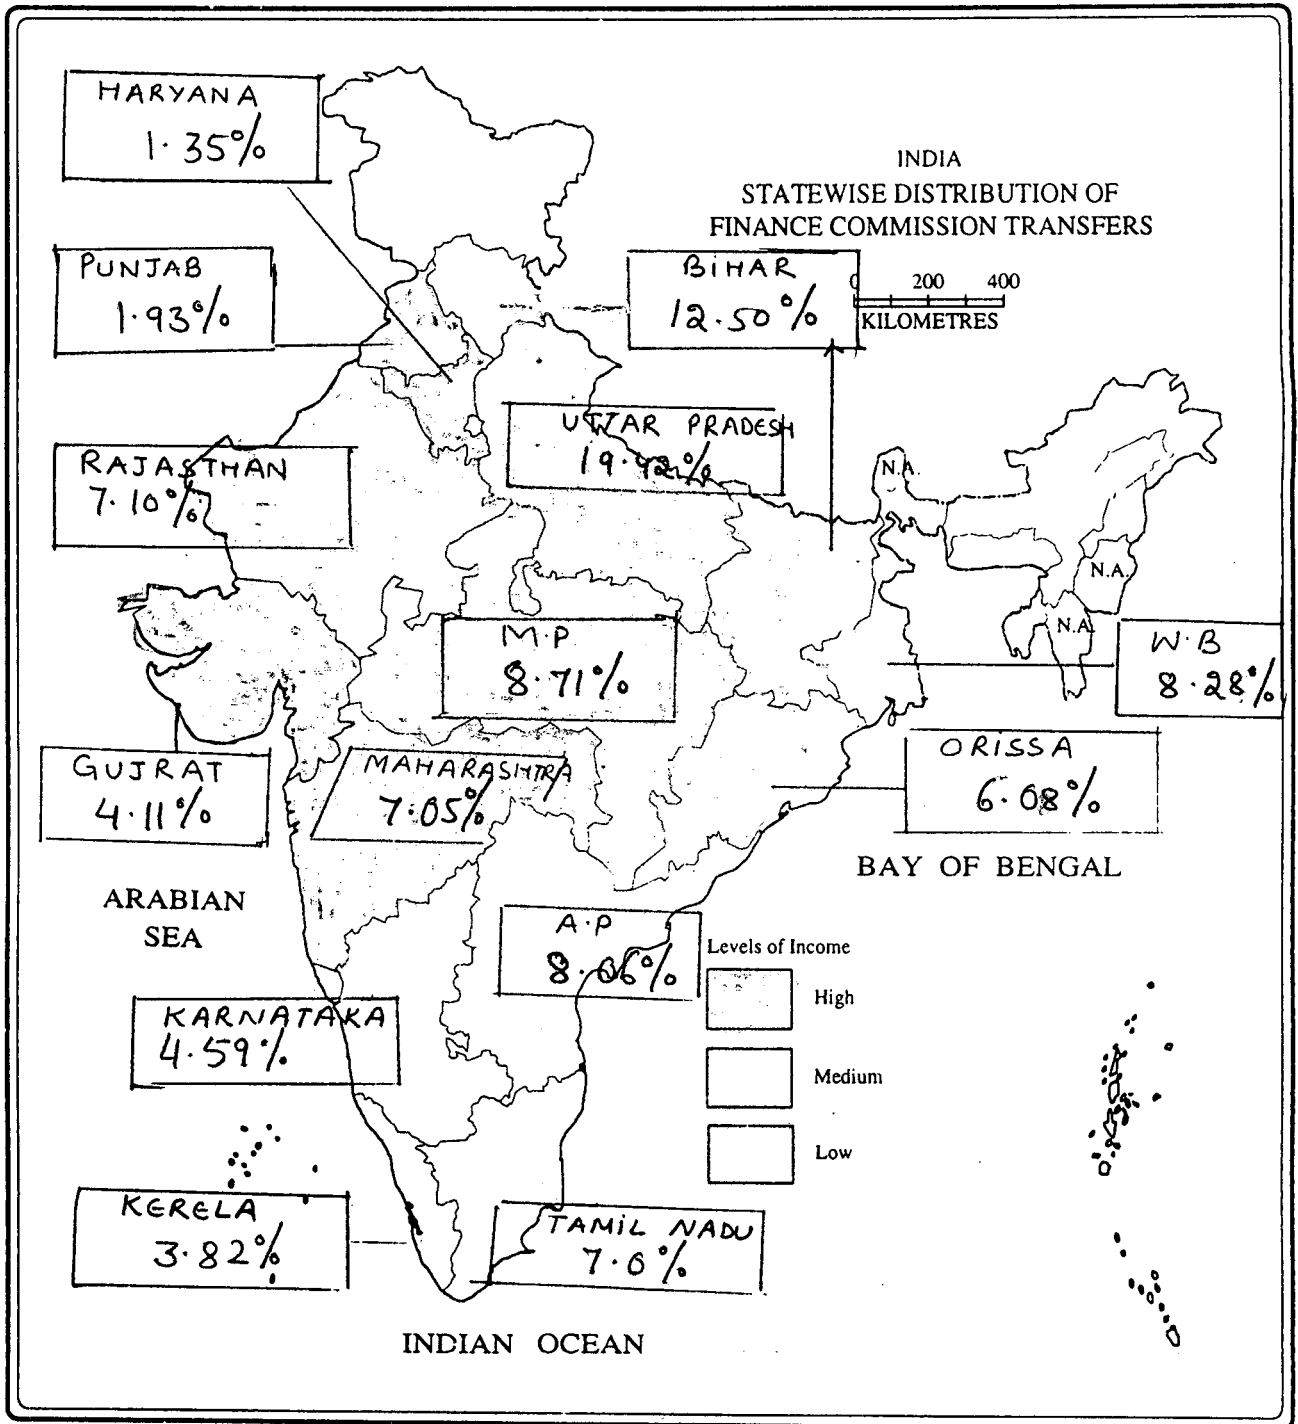 HARYANA
1.35%
INDIA
STATEWISE DISTRIBUTION OF
FINANCE COMMISSION TRANSFERS
PUNJAB
1.93%
BIHAR
12.50%
0 200 400
KILOMETRES
UTTAR PRADESH
19.42%
RAJASTHAN
7.10%
N.A.
N.A.
N.A.
M.P
8.71%
W.B
8.28%
ORISSA
6.08%
GUJRAT
4.11%
MAHARASHTRA
7.05%
BAY OF BENGAL
ARABIAN
SEA
A.P
Levels of Income
High
Medium
Low
KARNATAKA
4.59%
KERELA
3.82%
TAMIL NADU
INDIAN OCEAN